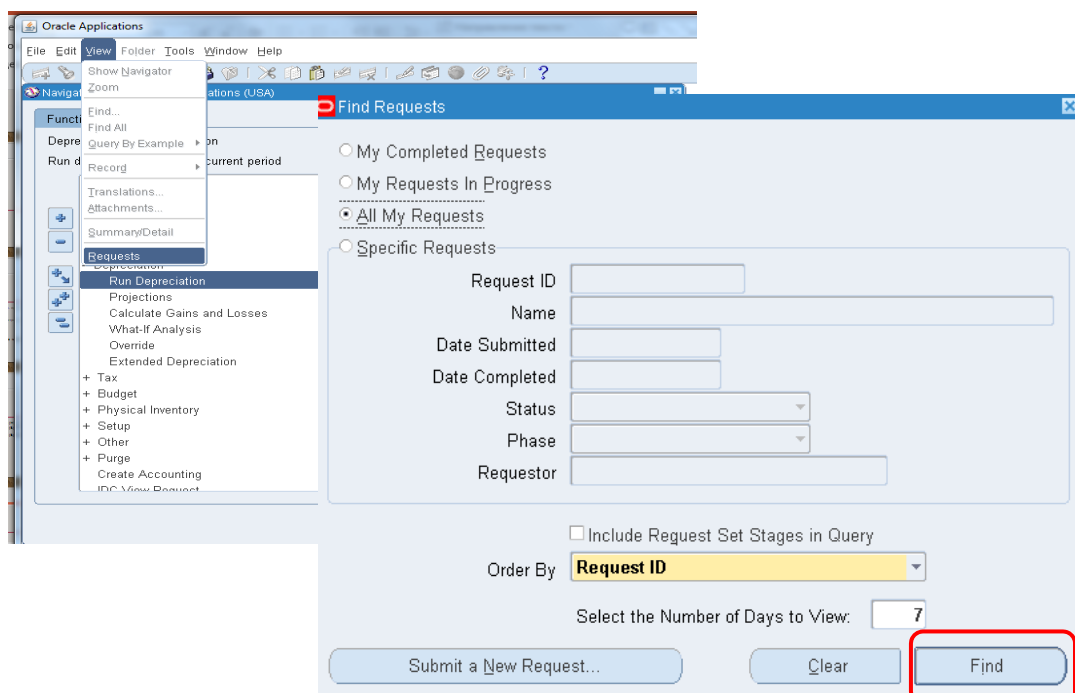 Oracle Applications
File Edit View Folder Tools Window Help
Show Navigator
Zoom
Find...
Find All
Query By Example
Record
Translations...
Attachments...
Summary/Detail
Requests
Navigat ations (USA)
Functi
Depre on
Run d current period
Depreciation
Run Depreciation
Projections
Calculate Gains and Losses
What-If Analysis
Override
Extended Depreciation
+ Tax
+ Budget
+ Physical Inventory
+ Setup
+ Other
+ Purge
Create Accounting
IDC View Request
Find Requests
My Completed Requests
My Requests In Progress
All My Requests
Specific Requests
Request ID
Name
Date Submitted
Date Completed
Status
Phase
Requestor
Include Request Set Stages in Query
Order By Request ID
Select the Number of Days to View: 7
Submit a New Request... Clear Find